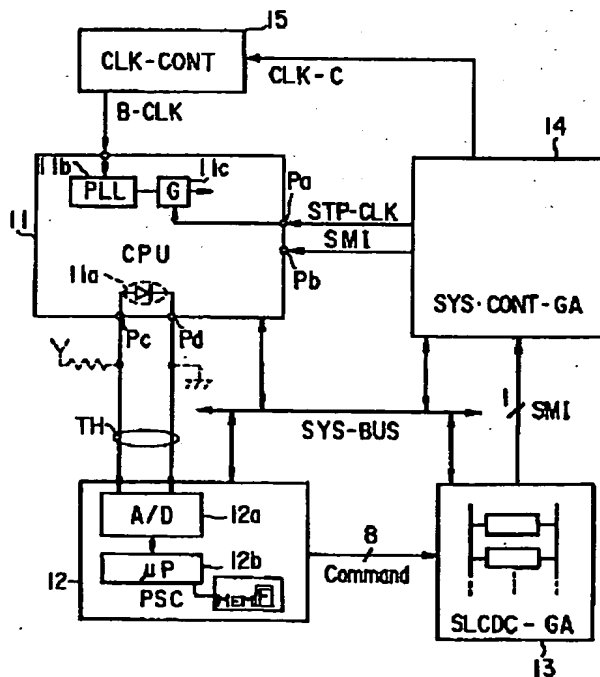 15
CLK-CONT
CLK-C
B-CLK
14
11b
PLL
G
11c
Pa
STP-CLK
SMI
Pb
11
CPU
11a
SYS·CONT-GA
Pc
Pd
TH
SYS-BUS
1
SMI
A/D
12a
μP
12b
8
Command
12
PSC
MEM
F
SLCDC-GA
13